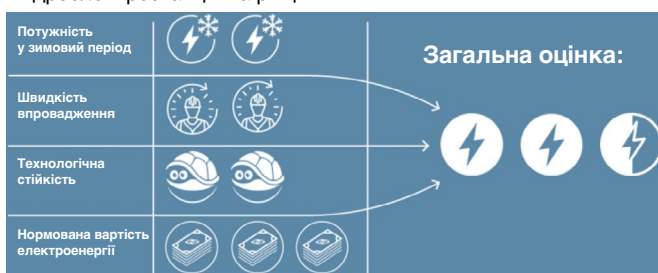 Потужність
у зимовий період
Загальна оцінка:
Швидкість
впровадження
Технологічна
стійкість
Нормована вартість
електроенергії